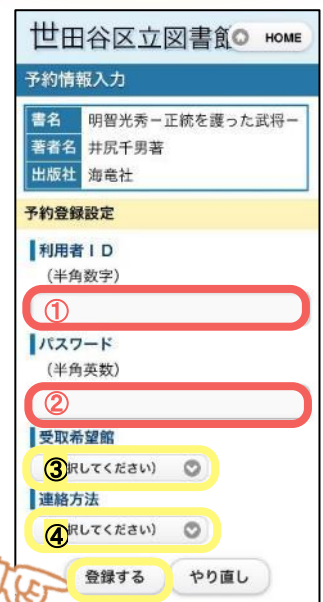 世田谷区立図書館 HOME
予約情報入力
書名 明智光秀－正統を護った武将－
著者名 井尻千男著
出版社 海竜社
予約登録設定
利用者ＩＤ
（半角数字）
①
パスワード
（半角英数）
②
受取希望館
③択してください）
連絡方法
④択してください）
登録する やり直し